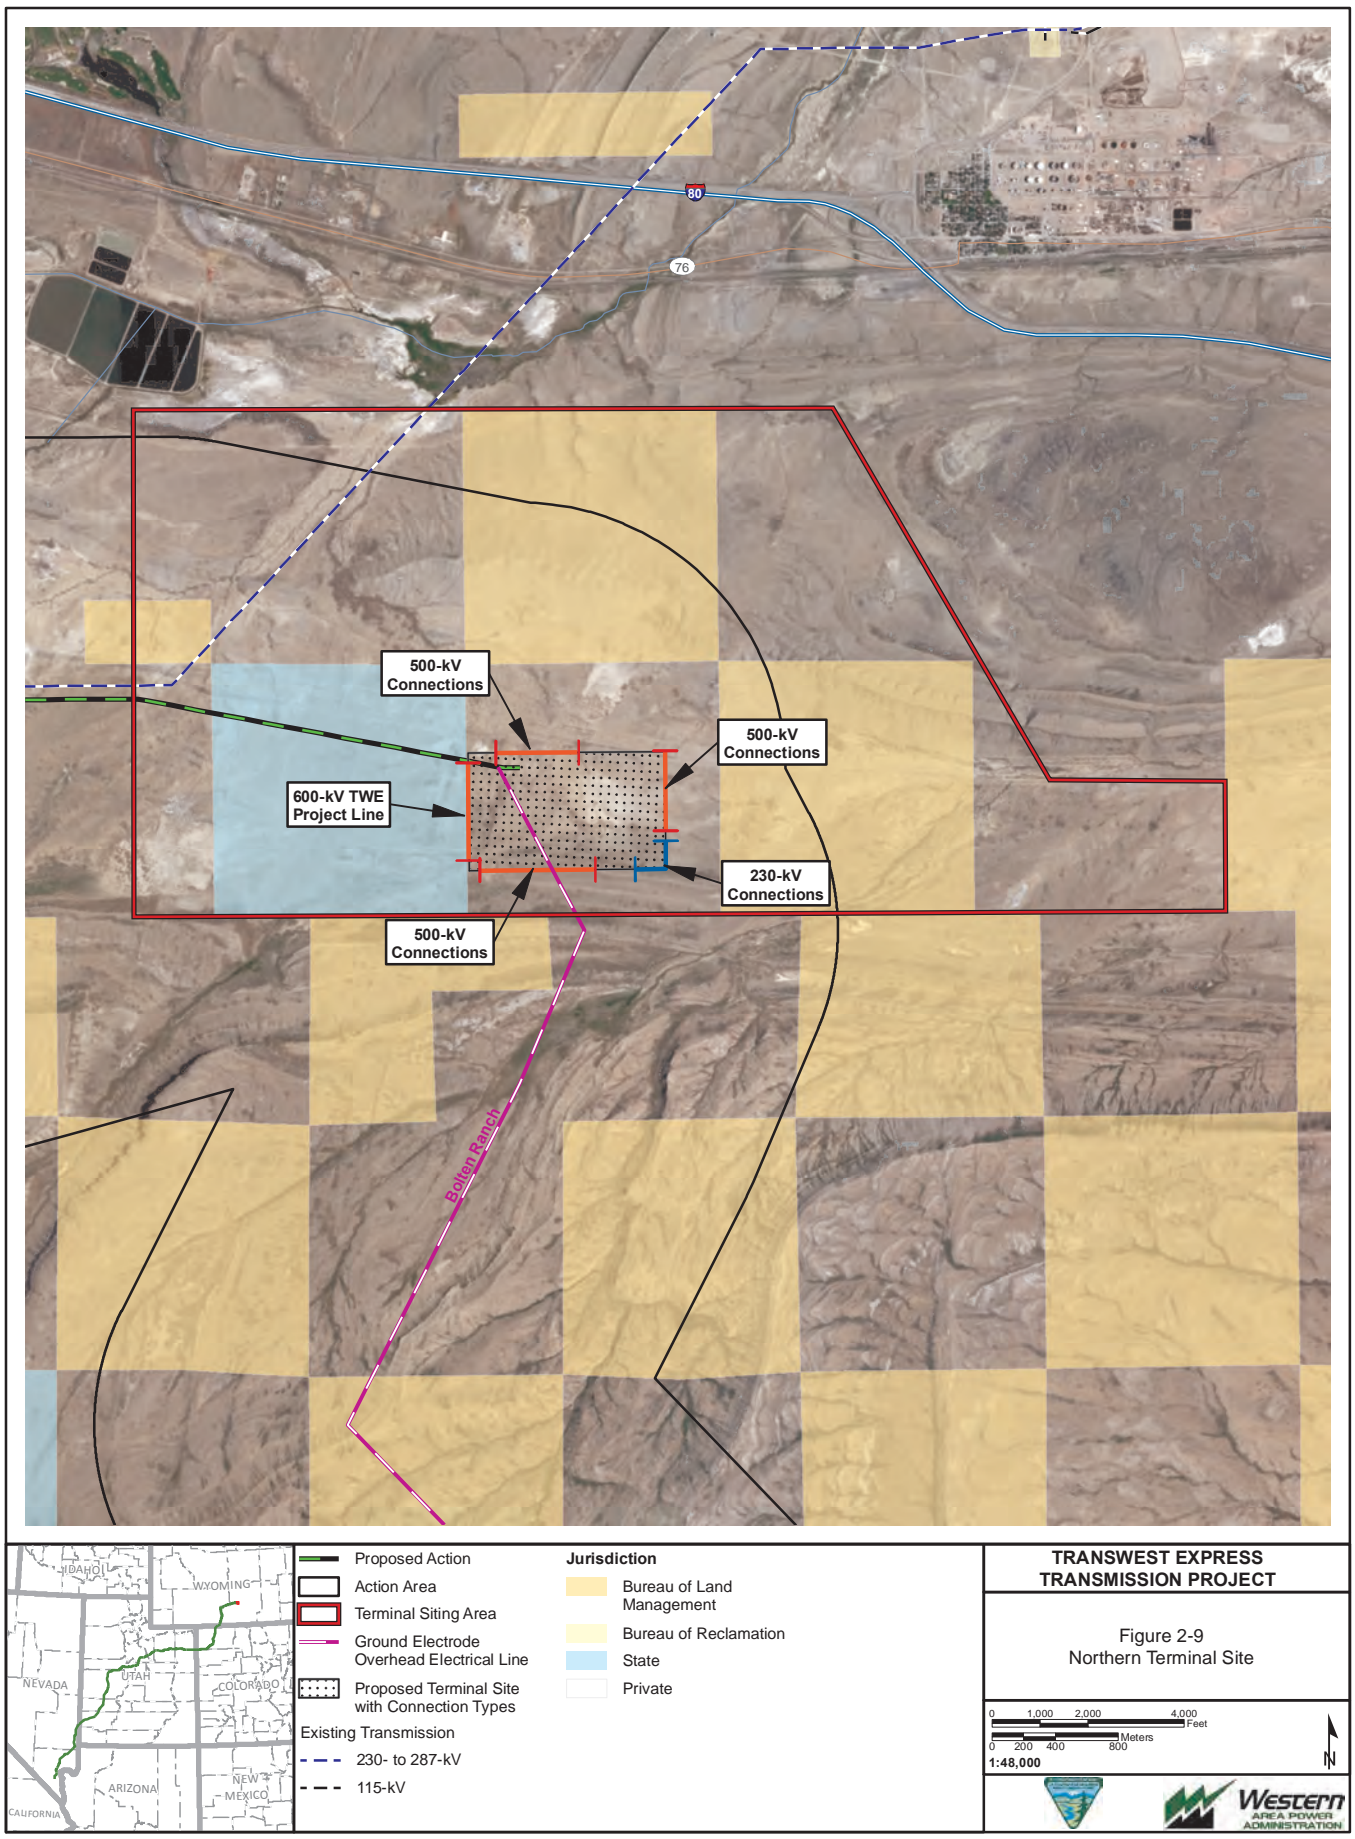 80
76
500-kV
Connections
500-kV
Connections
600-kV TWE
Project Line
230-kV
Connections
500-kV
Connections
Bolten Ranch
IDAHO
WYOMING
NEVADA
UTAH
COLORADO
ARIZONA
NEW
MEXICO
CALIFORNIA
Proposed Action
Action Area
Terminal Siting Area
Ground Electrode
Overhead Electrical Line
Proposed Terminal Site
with Connection Types
Existing Transmission
230- to 287-kV
115-kV
Jurisdiction
Bureau of Land
Management
Bureau of Reclamation
State
Private
TRANSWEST EXPRESS
TRANSMISSION PROJECT
Figure 2-9
Northern Terminal Site
0 1,000 2,000 4,000
Feet
Meters
0 200 400 800
1:48,000
N
Western
AREA POWER
ADMINISTRATION